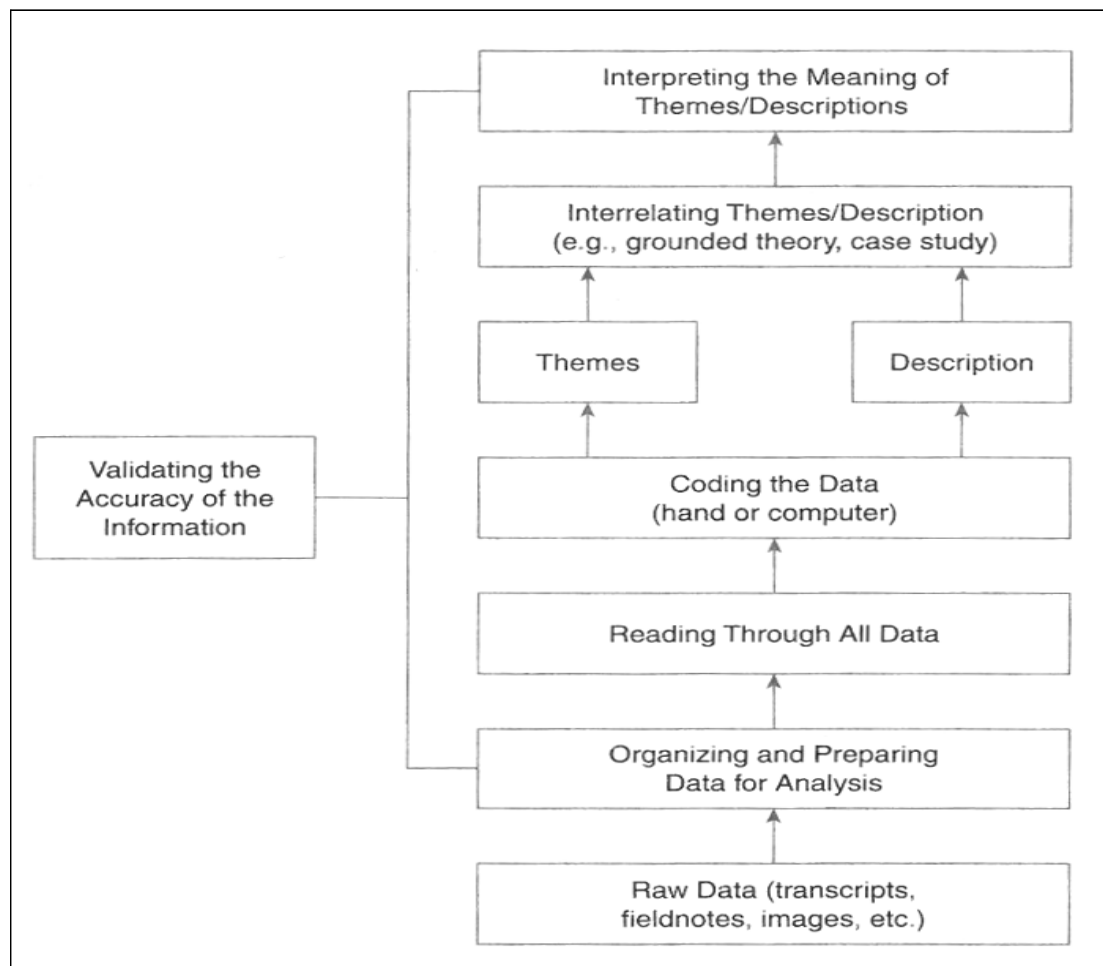 Interpreting the Meaning of
Themes/Descriptions
Interrelating Themes/Description
(e.g., grounded theory, case study)
Themes
Description
Validating the
Accuracy of the
Information
Coding the Data
(hand or computer)
Reading Through All Data
Organizing and Preparing
Data for Analysis
Raw Data (transcripts,
fieldnotes, images, etc.)